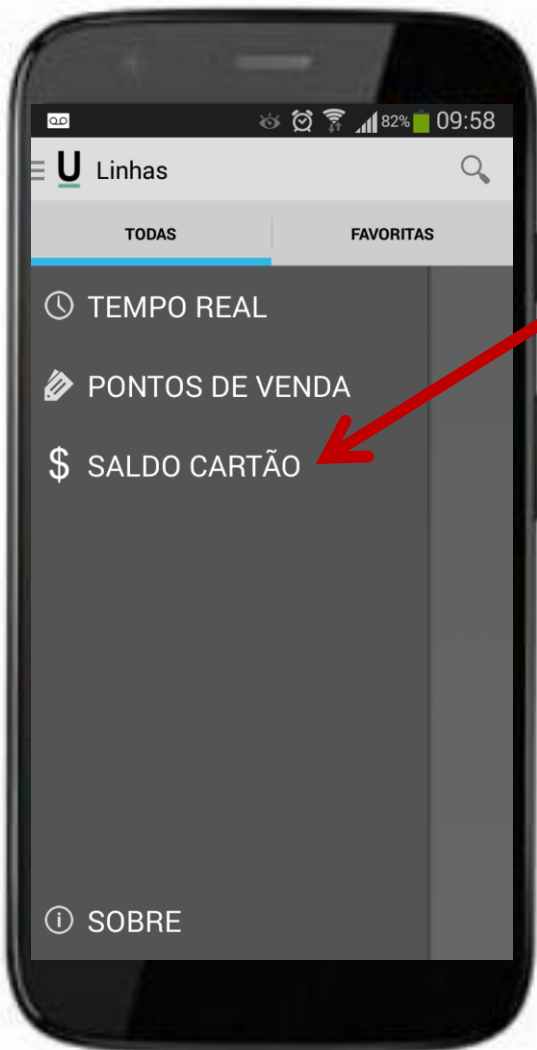 82% 09:58
U Linhas
TODAS FAVORITAS
TEMPO REAL
PONTOS DE VENDA
$ SALDO CARTÃO
SOBRE